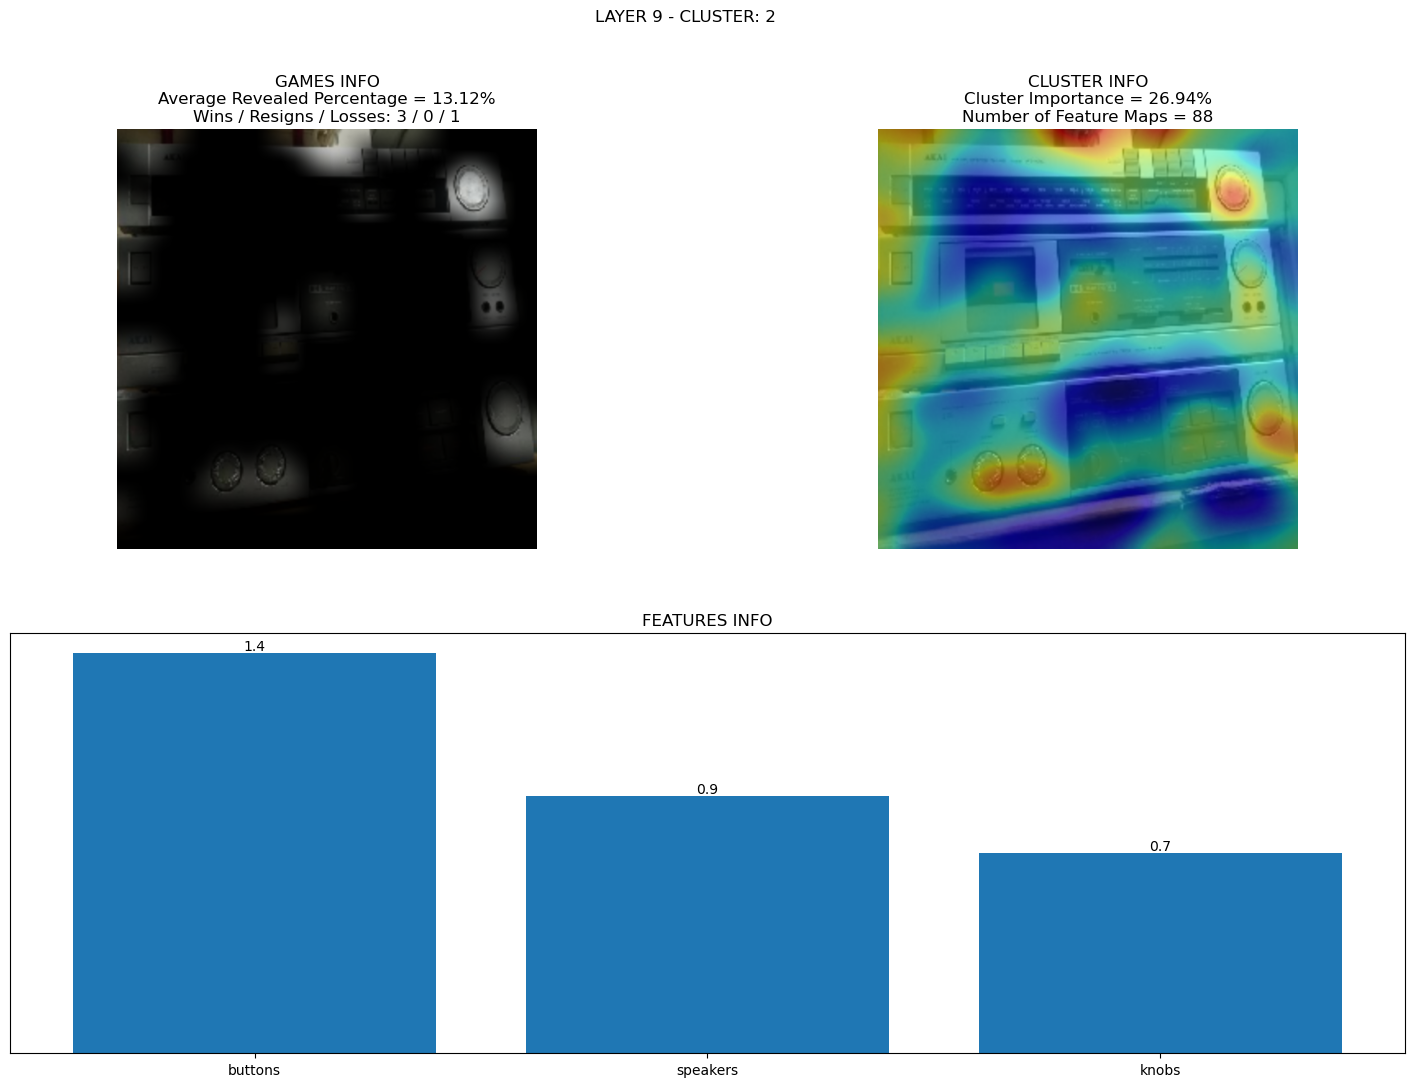 LAYER 9 - CLUSTER: 2
GAMES INFO
Average Revealed Percentage = 13.12%
Wins / Resigns / Losses: 3 / 0 / 1
CLUSTER INFO
Cluster Importance = 26.94%
Number of Feature Maps = 88
AKAI
AKAI
FEATURES INFO
1.4
0.9
0.7
buttons
speakers
knobs